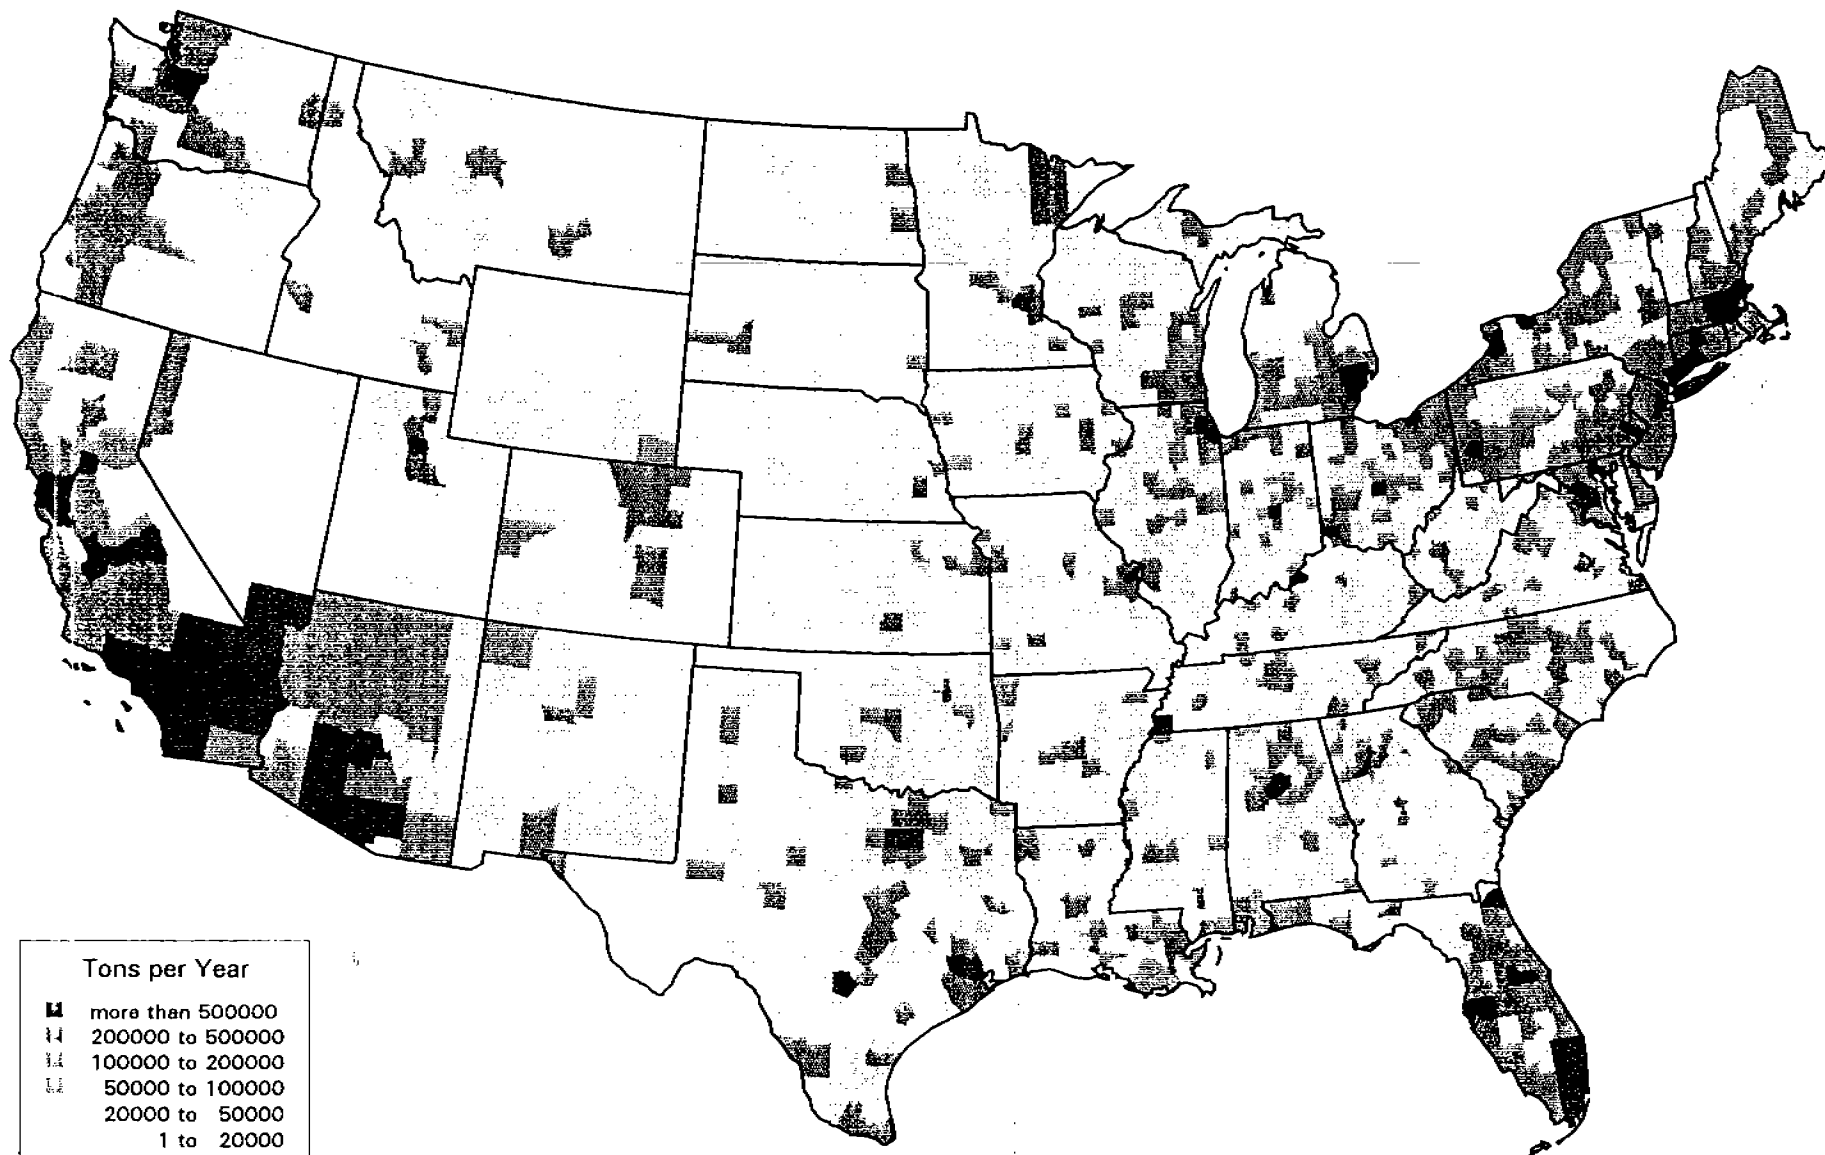 Tons per Year
more than 500000
200000 to 500000
100000 to 200000
50000 to 100000
20000 to 50000
1 to 20000